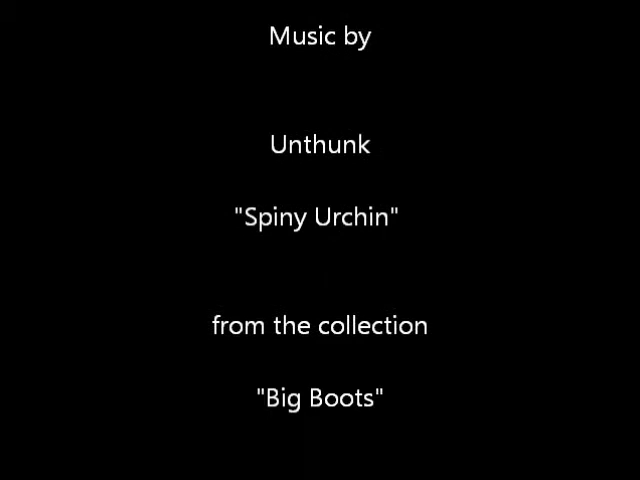 Music by
Unthunk
"Spiny Urchin"
from the collection
"Big Boots"